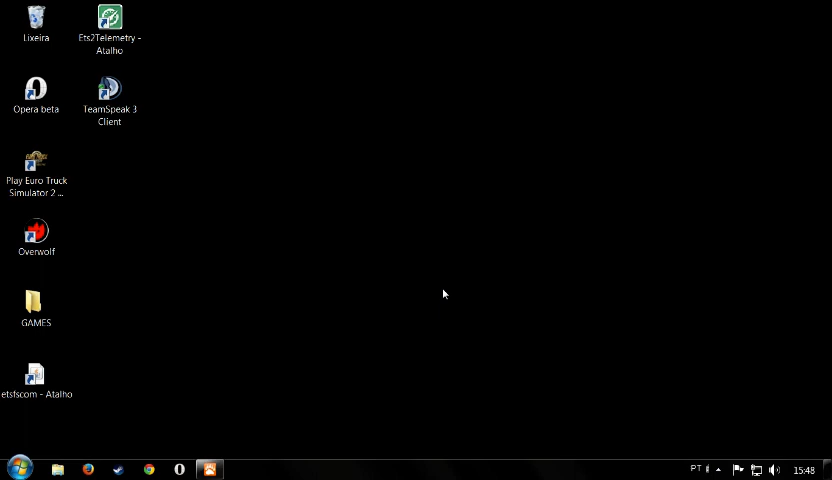 Lixeira
Ets2Telemetry -
Atalho
Opera beta
TeamSpeak 3
Client
Play Euro Truck
Simulator 2 ...
Overwolf
GAMES
etsfscom - Atalho
PT
15:48